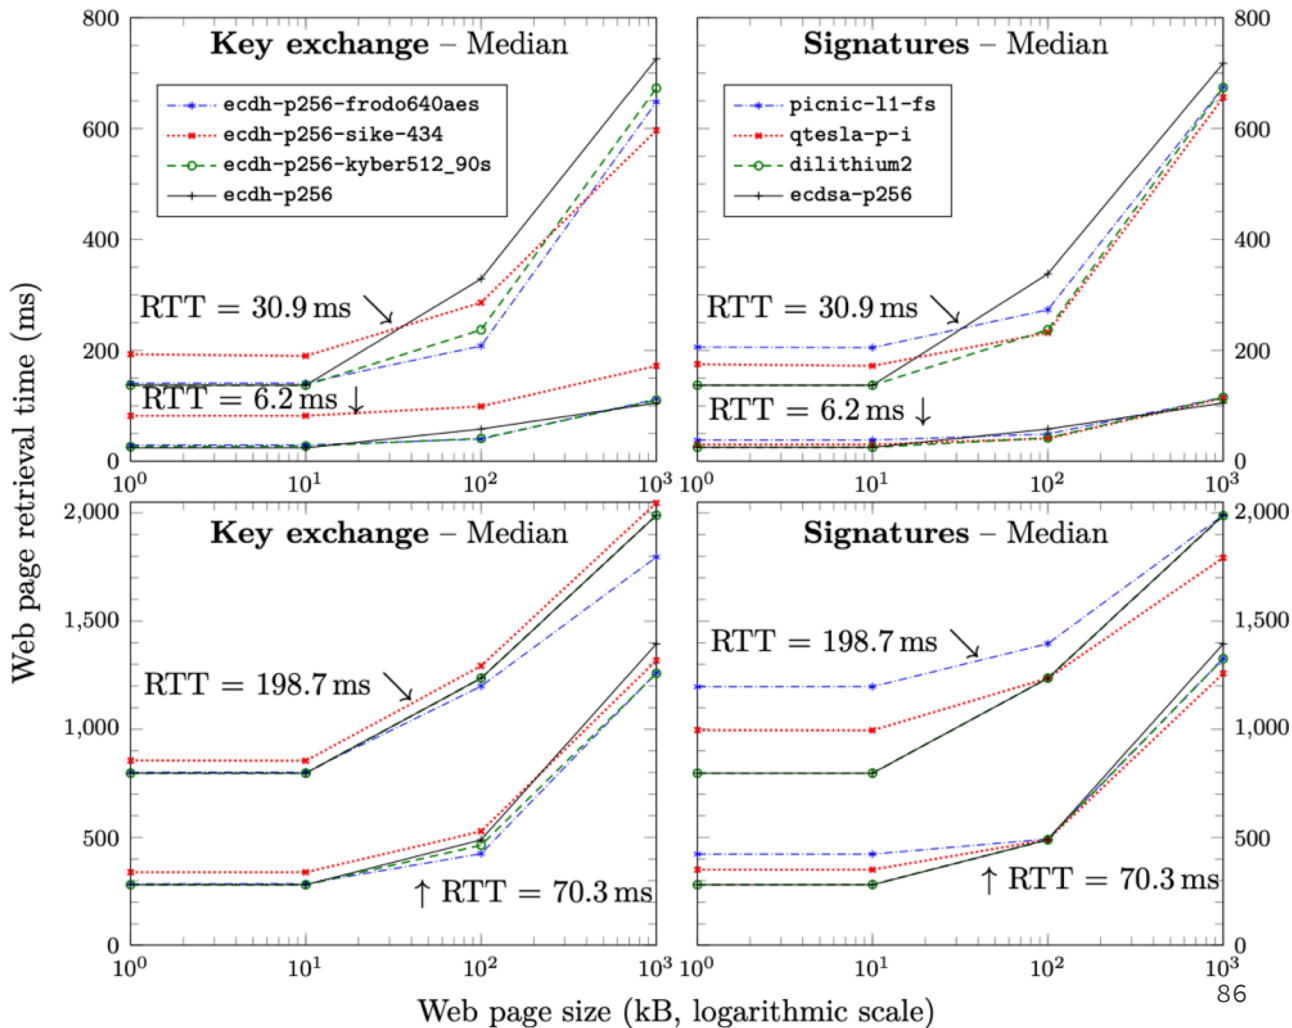 Key exchange – Median
ecdh-p256-frodo640aes
ecdh-p256-sike-434
ecdh-p256-kyber512_90s
ecdh-p256
RTT = 30.9 ms ↘
RTT = 6.2 ms ↓
800
600
400
200
0
10⁰
10¹
10²
10³
Signatures – Median
picnic-l1-fs
qtesla-p-i
dilithium2
ecdsa-p256
RTT = 30.9 ms ↘
RTT = 6.2 ms ↓
800
600
400
200
0
10⁰
10¹
10²
10³
Key exchange – Median
RTT = 198.7 ms ↘
↑ RTT = 70.3 ms
2,000
1,500
1,000
500
0
10⁰
10¹
10²
10³
Signatures – Median
RTT = 198.7 ms ↘
↑ RTT = 70.3 ms
2,000
1,500
1,000
500
0
10⁰
10¹
10²
10³
Web page retrieval time (ms)
Web page size (kB, logarithmic scale)
86